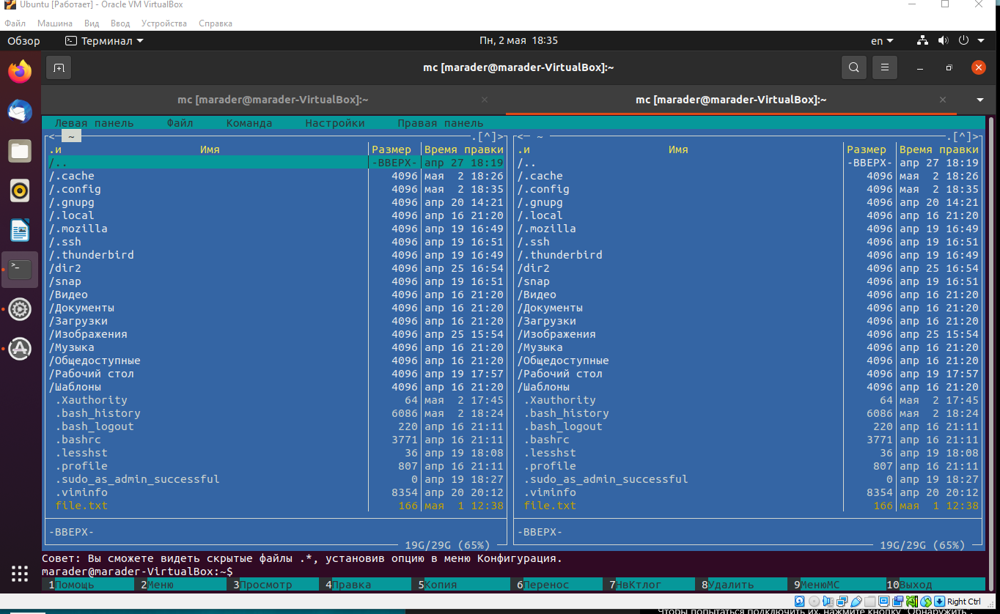 Ubuntu [Работает] - Oracle VM VirtualBox
Файл Машина Вид Ввод Устройства Справка
Обзор Терминал Пн, 2 мая 18:35 en
mc [marader@marader-VirtualBox]:~
mc [marader@marader-VirtualBox]:~ × mc [marader@marader-VirtualBox]:~ ×
Левая панель Файл Команда Настройки Правая панель
<- ~ .[^]> <- ~ .[^]>
.и Имя Размер Время правки .и Имя Размер Время правки
/.. -ВВЕРХ- апр 27 18:19 /.. -ВВЕРХ- апр 27 18:19
/.cache 4096 мая 2 18:26 /.cache 4096 мая 2 18:26
/.config 4096 мая 2 18:35 /.config 4096 мая 2 18:35
/.gnupg 4096 апр 20 14:21 /.gnupg 4096 апр 20 14:21
/.local 4096 апр 16 21:20 /.local 4096 апр 16 21:20
/.mozilla 4096 апр 19 16:49 /.mozilla 4096 апр 19 16:49
/.ssh 4096 апр 19 16:51 /.ssh 4096 апр 19 16:51
/.thunderbird 4096 апр 19 16:49 /.thunderbird 4096 апр 19 16:49
/dir2 4096 апр 25 16:54 /dir2 4096 апр 25 16:54
/snap 4096 апр 19 16:51 /snap 4096 апр 19 16:51
/Видео 4096 апр 16 21:20 /Видео 4096 апр 16 21:20
/Документы 4096 апр 16 21:20 /Документы 4096 апр 16 21:20
/Загрузки 4096 апр 16 21:20 /Загрузки 4096 апр 16 21:20
/Изображения 4096 апр 25 15:54 /Изображения 4096 апр 25 15:54
/Музыка 4096 апр 16 21:20 /Музыка 4096 апр 16 21:20
/Общедоступные 4096 апр 16 21:20 /Общедоступные 4096 апр 16 21:20
/Рабочий стол 4096 апр 19 17:57 /Рабочий стол 4096 апр 19 17:57
/Шаблоны 4096 апр 16 21:20 /Шаблоны 4096 апр 16 21:20
.Xauthority 64 мая 2 17:45 .Xauthority 64 мая 2 17:45
.bash_history 6086 мая 2 18:24 .bash_history 6086 мая 2 18:24
.bash_logout 220 апр 16 21:11 .bash_logout 220 апр 16 21:11
.bashrc 3771 апр 16 21:11 .bashrc 3771 апр 16 21:11
.lesshst 36 апр 19 18:08 .lesshst 36 апр 19 18:08
.profile 807 апр 16 21:11 .profile 807 апр 16 21:11
.sudo_as_admin_successful 0 апр 19 18:27 .sudo_as_admin_successful 0 апр 19 18:27
.viminfo 8354 апр 20 20:12 .viminfo 8354 апр 20 20:12
file.txt 166 мая 1 12:38 file.txt 166 мая 1 12:38
-ВВЕРХ- -ВВЕРХ-
19G/29G (65%) 19G/29G (65%)
Совет: Вы сможете видеть скрытые файлы .*, установив опцию в меню Конфигурация.
marader@marader-VirtualBox:~$
1Помощь 2Меню 3Просмотр 4Правка 5Копия 6Перенос 7НвКтлог 8Удалить 9МенюMC 10Выход
Right Ctrl
Чтобы попытаться подключить их, нажмите кнопку "Обнаружить".